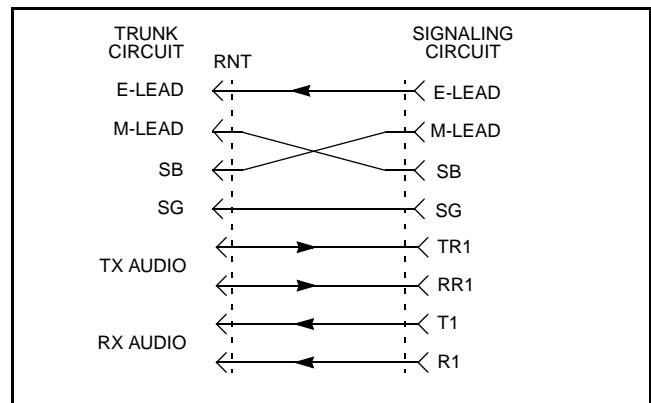 TRUNK
CIRCUIT
SIGNALING
CIRCUIT
RNT
E-LEAD
E-LEAD
M-LEAD
M-LEAD
SB
SB
SG
SG
TX AUDIO
TR1
RR1
RX AUDIO
T1
R1